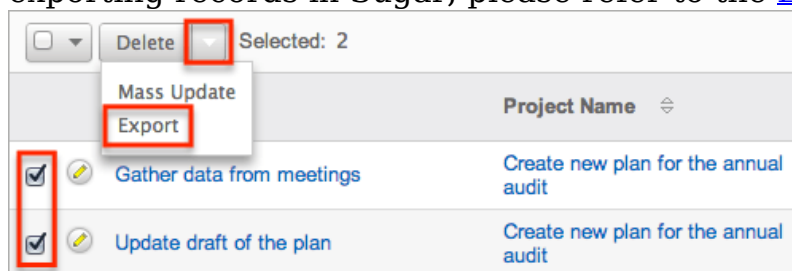 exporting records in Sugar, please refer to the
Delete Selected: 2
Mass Update
Export
Project Name
Gather data from meetings
Create new plan for the annual
audit
Update draft of the plan
Create new plan for the annual
audit